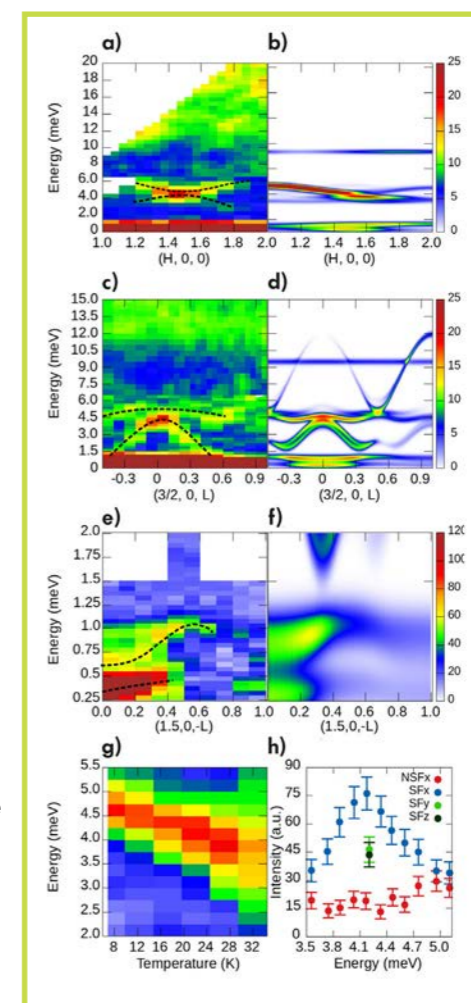 a)
b)
Energy (meV)
20
18
16
14
12
10
8.0
6.0
4.0
2.0
0
1.0 1.2 1.4 1.6 1.8 2.0
(H, 0, 0)
1.0 1.2 1.4 1.6 1.8 2.0
(H, 0, 0)
25
20
15
10
5
0
c)
d)
Energy (meV)
15.0
13.5
12.0
10.5
9.0
7.5
6.0
4.5
3.0
1.5
0
-0.3 0 0.3 0.6 0.9
(3/2, 0, L)
-0.3 0 0.3 0.6 0.9
(3/2, 0, L)
25
20
15
10
5
0
e)
f)
Energy (meV)
2.0
1.75
1.5
1.25
1.0
0.75
0.5
0.25
0.0 0.2 0.4 0.6 0.8 1.0
(1.5,0,-L)
0.2 0.4 0.6 0.8 1.0
(1.5,0,-L)
120
100
80
60
40
20
0
g)
h)
Energy (meV)
5.5
5.0
4.5
4.0
3.5
3.0
2.5
2.0
8 12 16 20 24 28 32
Temperature (K)
Intensity (a.u.)
90
75
60
45
30
15
0
NSFx
SFx
SFy
SFz
3.5 3.9 4.3 4.7 5.1
Energy (meV)